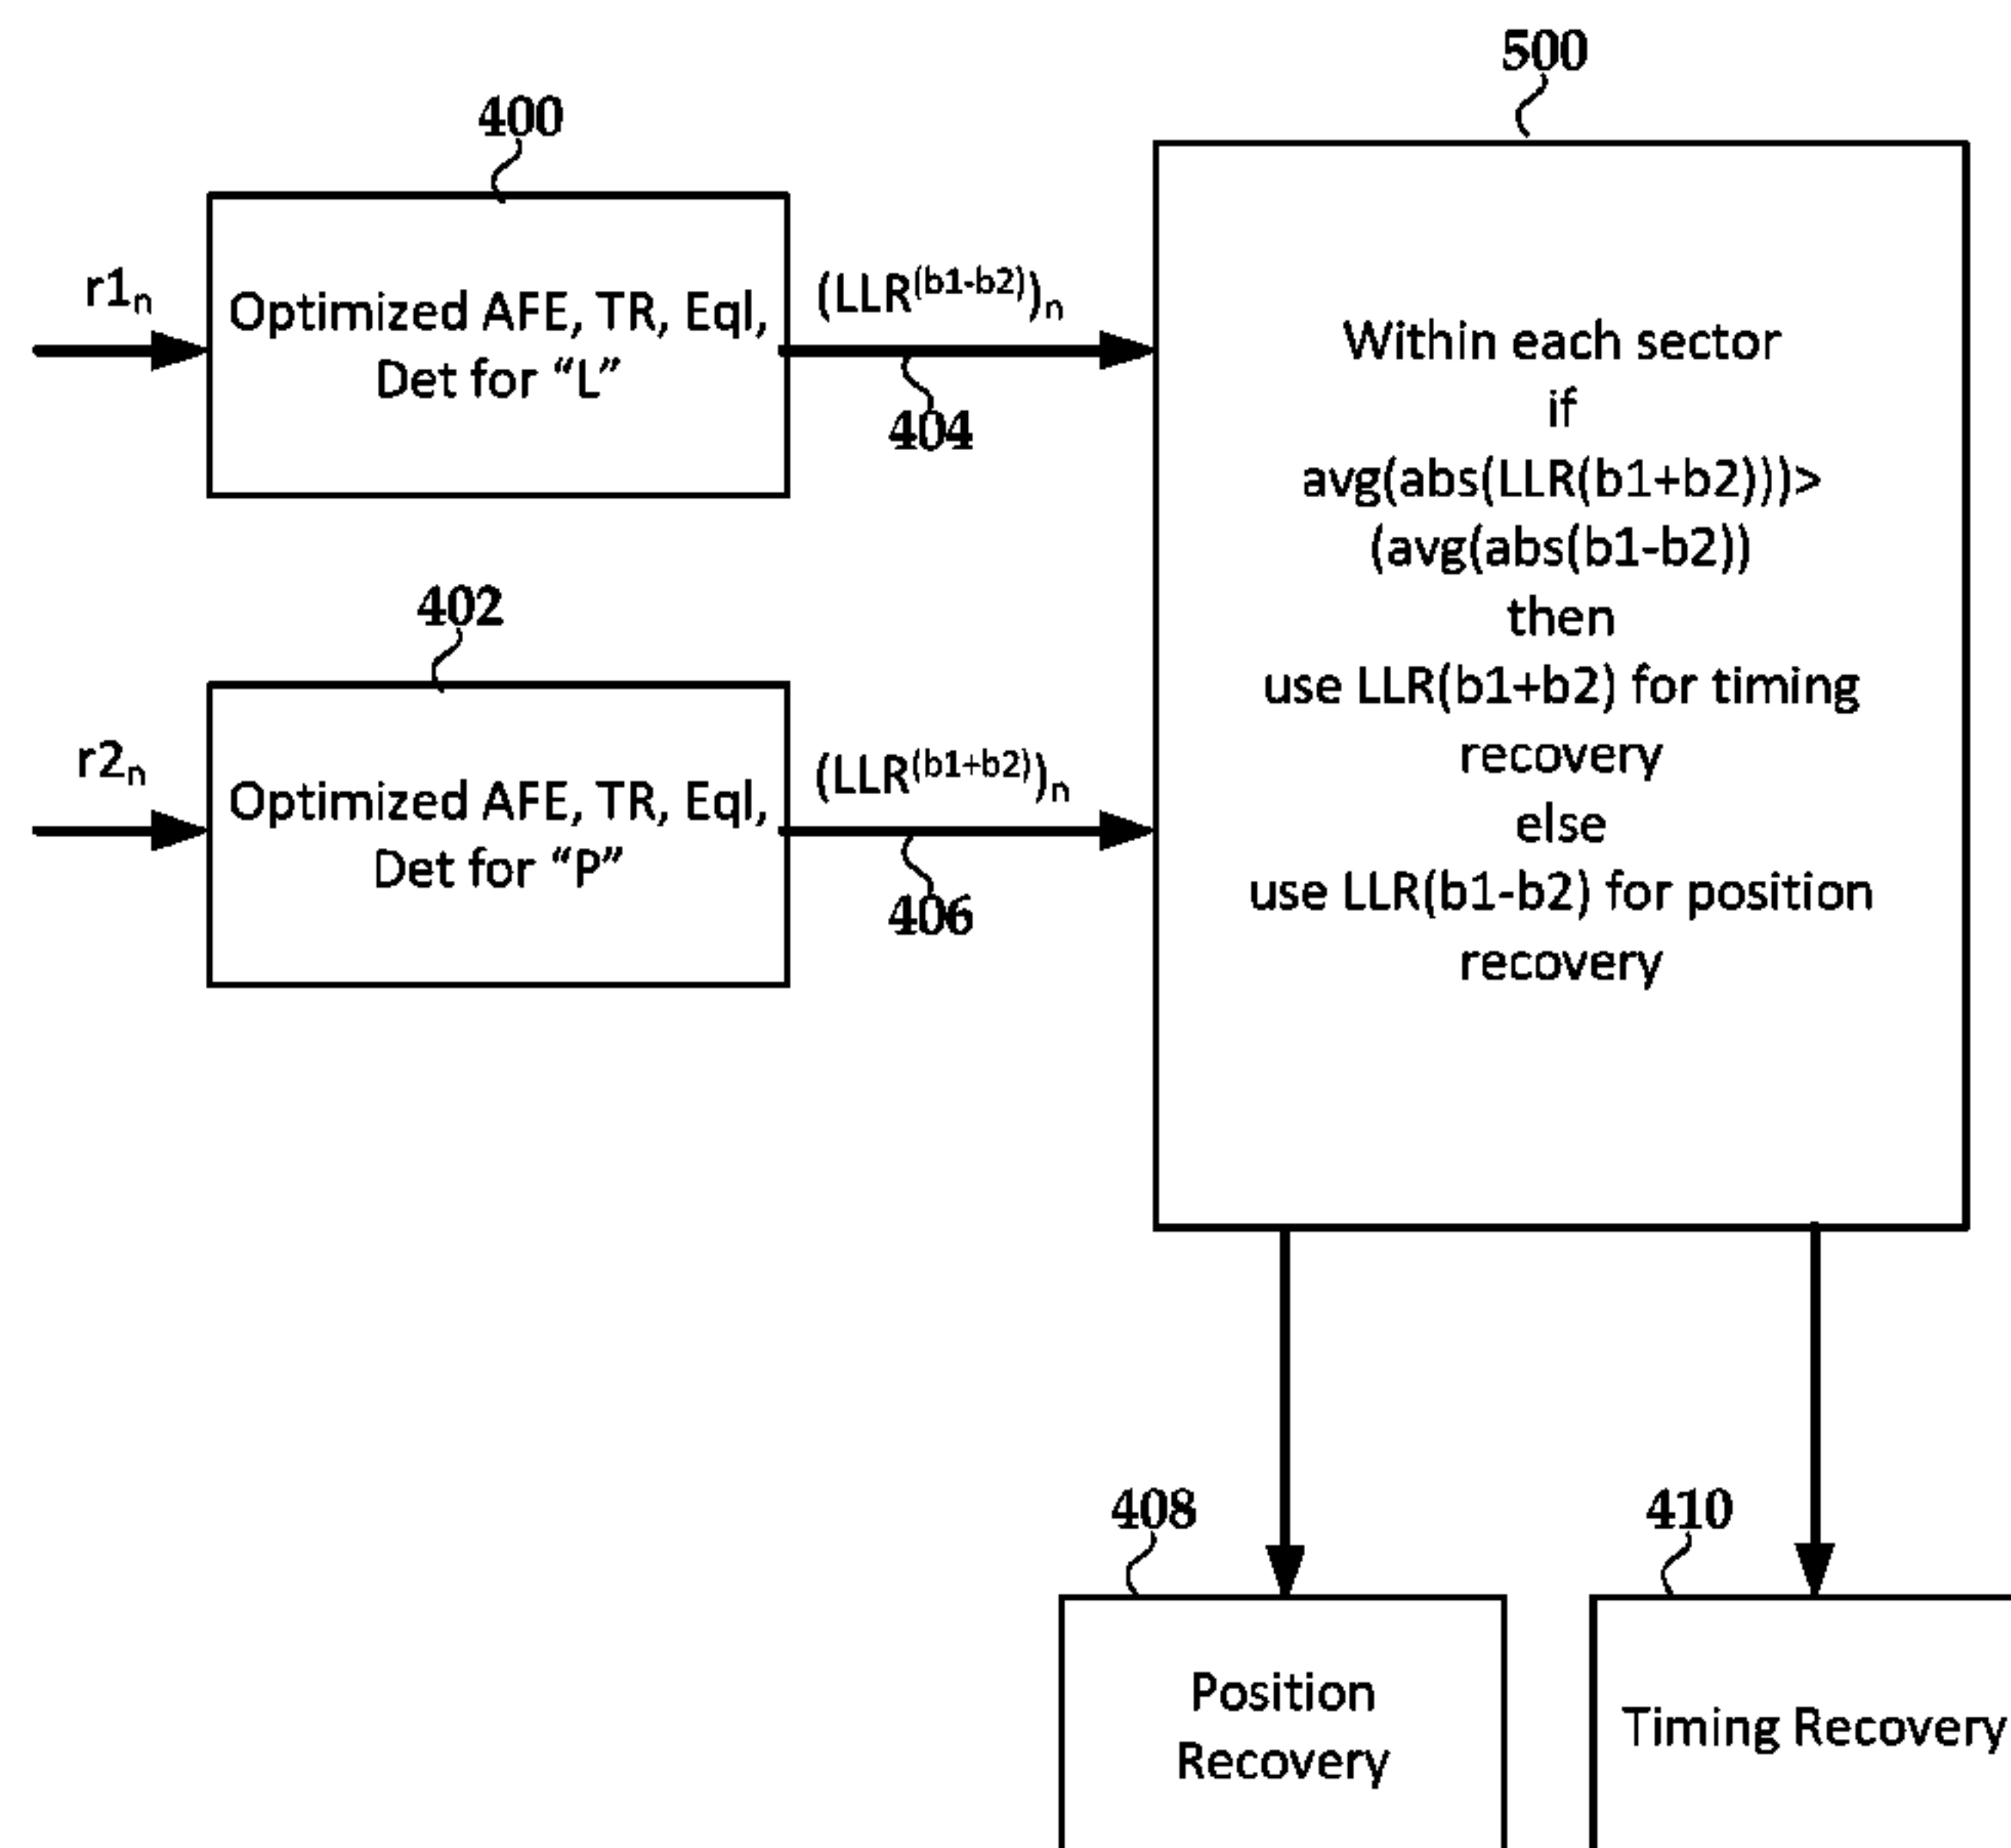 500
400
r1n
Optimized AFE, TR, Eql,
Det for “L”
(LLR(b1-b2))n
404
402
r2n
Optimized AFE, TR, Eql,
Det for “P”
(LLR(b1+b2))n
406
Within each sector
if
avg(abs(LLR(b1+b2)))>
(avg(abs(b1-b2))
then
use LLR(b1+b2) for timing
recovery
else
use LLR(b1-b2) for position
recovery
408
Position
Recovery
410
Timing Recovery